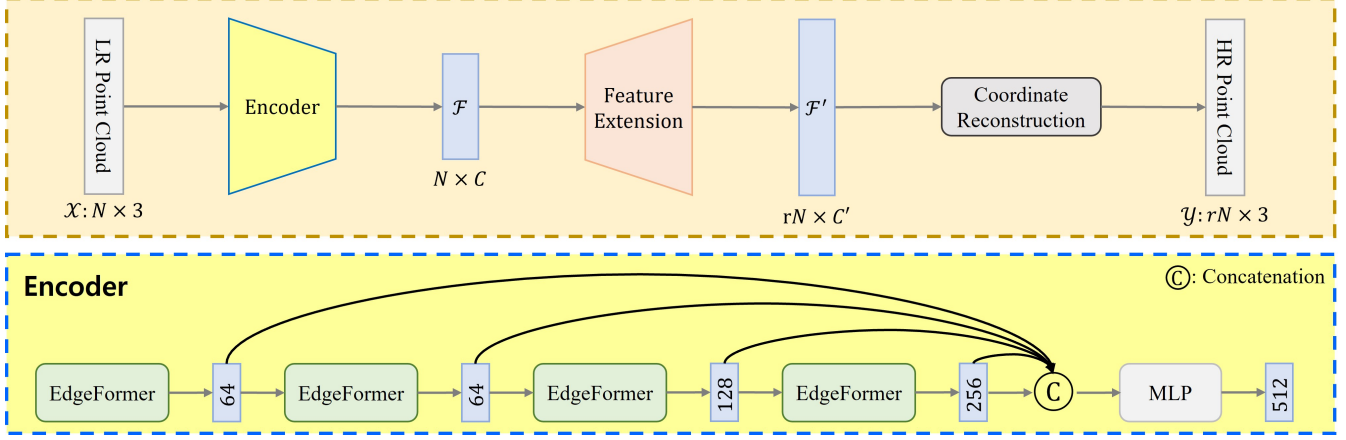 LR Point Cloud
𝒳: N × 3
Encoder
ℱ
N × C
Feature
Extension
ℱ′
rN × C′
Coordinate
Reconstruction
HR Point Cloud
𝒴: rN × 3
Encoder
Ⓒ: Concatenation
EdgeFormer
64
EdgeFormer
64
EdgeFormer
128
EdgeFormer
256
C
MLP
512